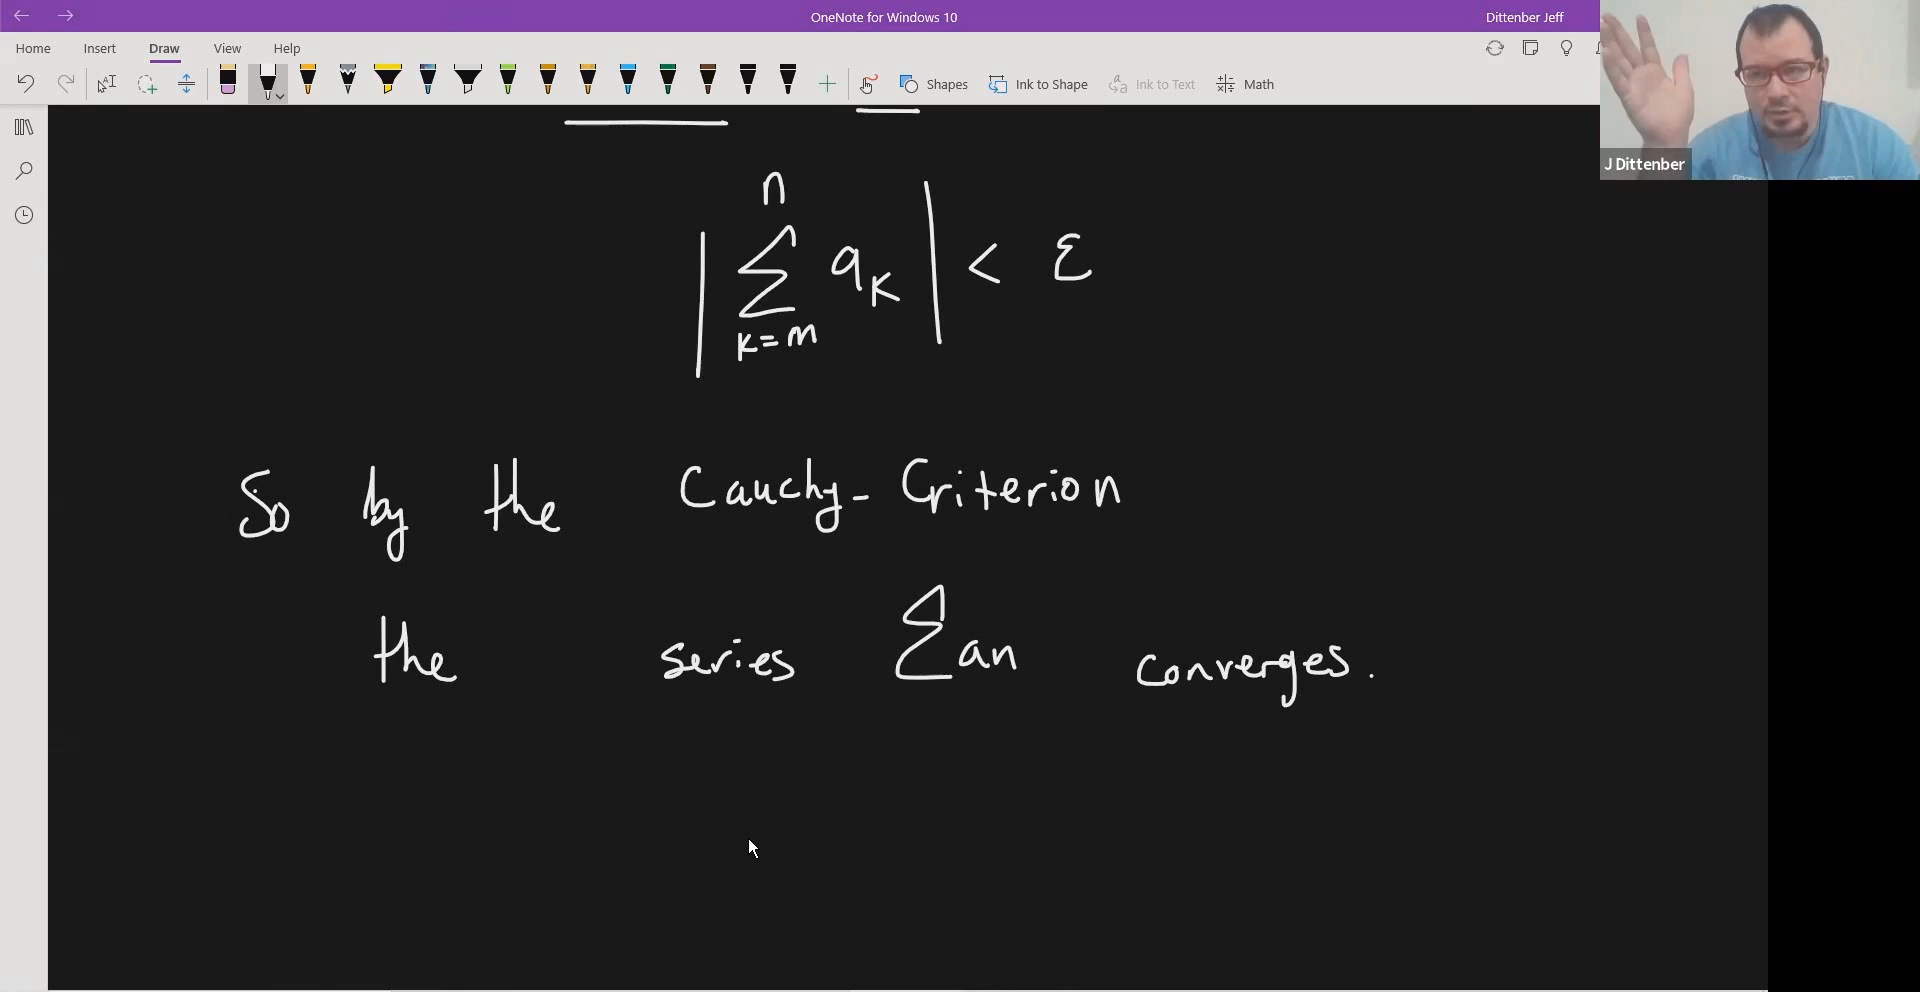 OneNote for Windows 10
Dittenber Jeff
Home Insert Draw View Help
Shapes Ink to Shape Ink to Text Math
J Dittenber
n
| ∑ a_K | < ε
K=m
So by the Cauchy-Criterion
the series ∑an converges.